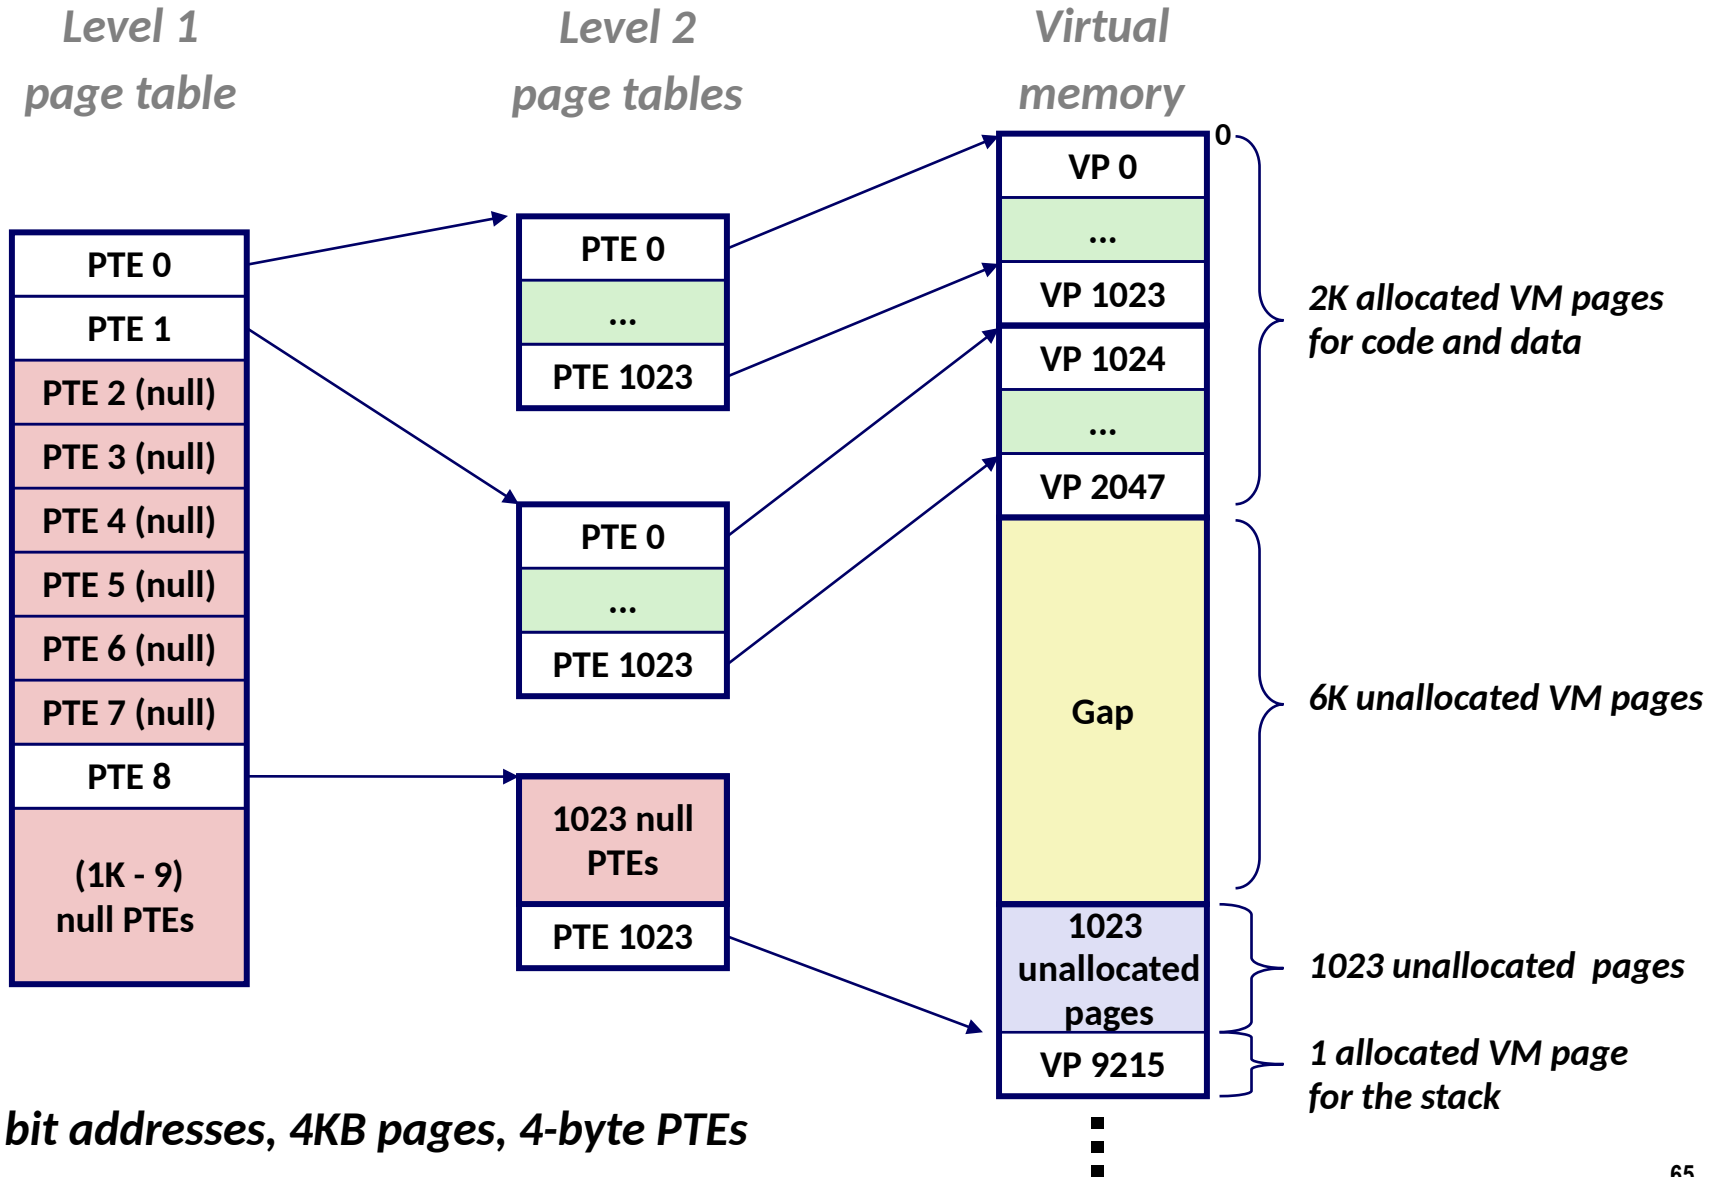 Level 1
page table
Level 2
page tables
Virtual
memory
0
PTE 0
PTE 1
PTE 2 (null)
PTE 3 (null)
PTE 4 (null)
PTE 5 (null)
PTE 6 (null)
PTE 7 (null)
PTE 8
(1K - 9)
null PTEs
PTE 0
...
PTE 1023
PTE 0
...
PTE 1023
1023 null
PTEs
PTE 1023
VP 0
...
VP 1023
VP 1024
...
VP 2047
Gap
1023
unallocated
pages
VP 9215
2K allocated VM pages
for code and data
6K unallocated VM pages
1023 unallocated pages
1 allocated VM page
for the stack
bit addresses, 4KB pages, 4-byte PTEs
65